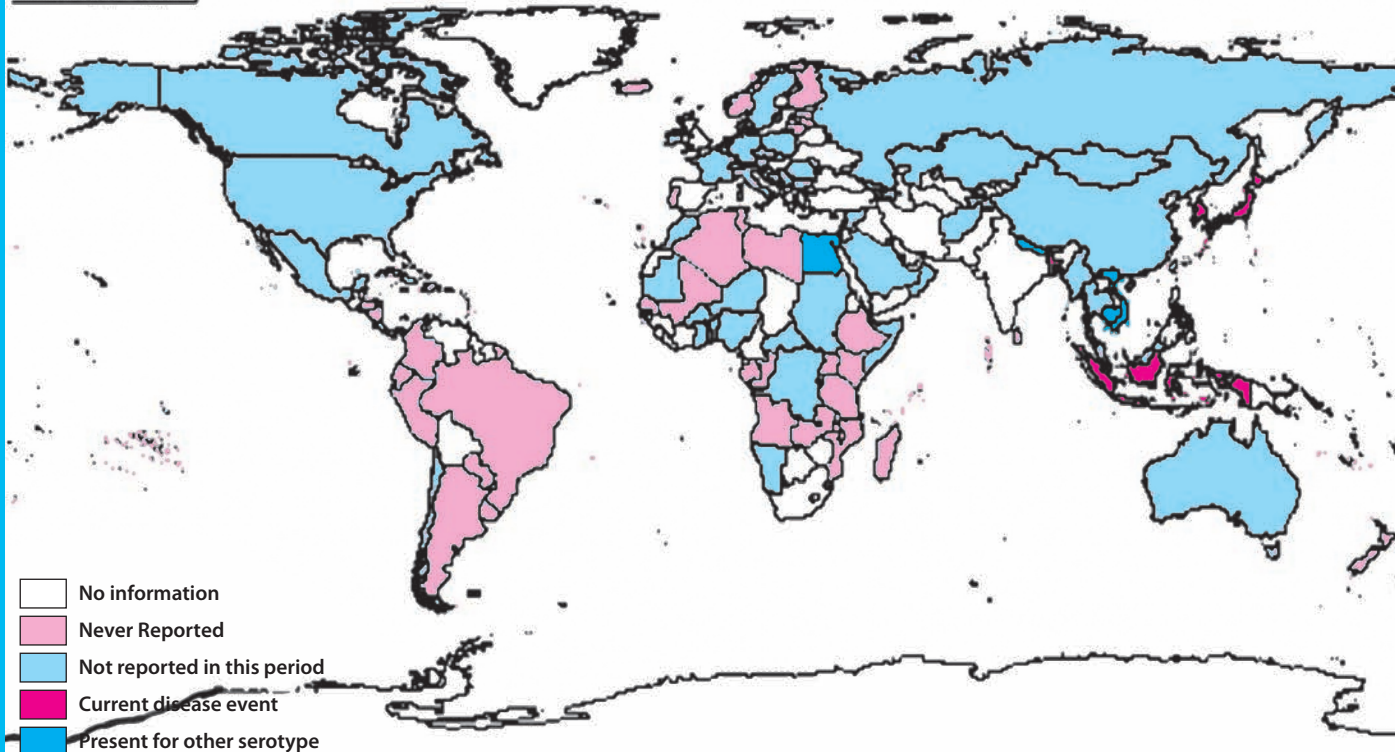 No information
Never Reported
Not reported in this period
Current disease event
Present for other serotype